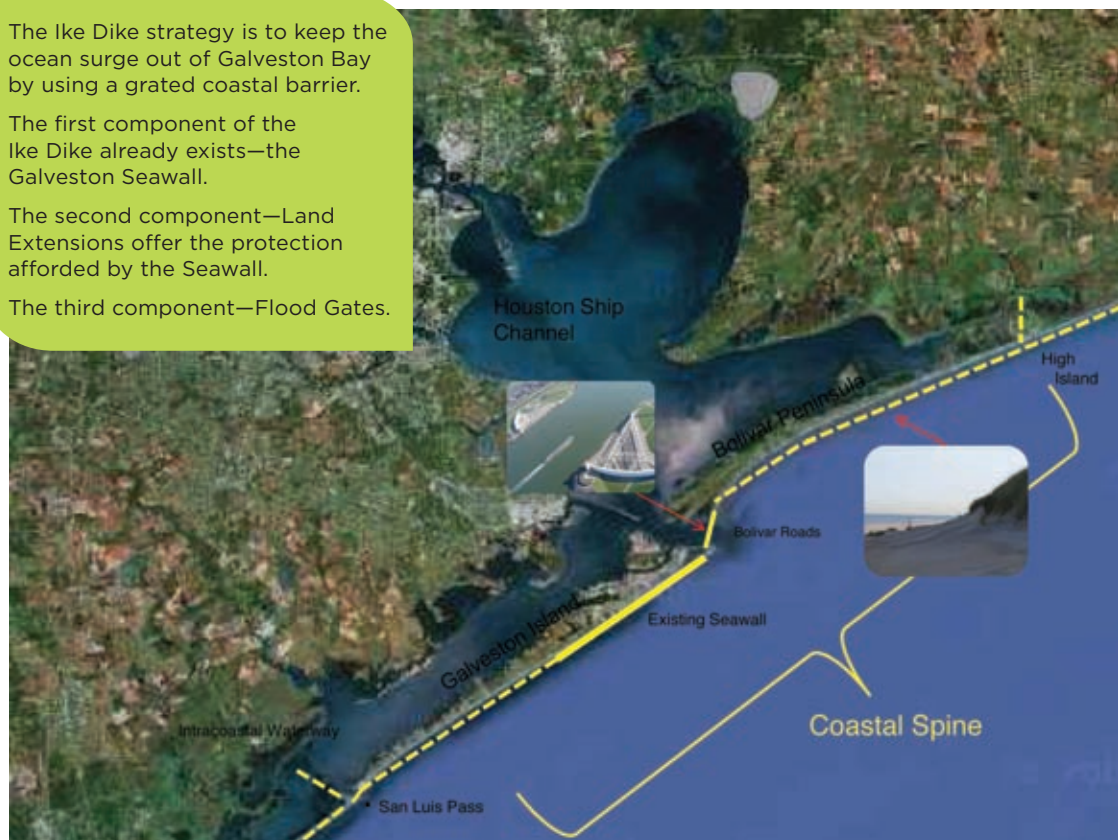 The Ike Dike strategy is to keep the
ocean surge out of Galveston Bay
by using a grated coastal barrier.
The first component of the
Ike Dike already exists—the
Galveston Seawall.
The second component—Land
Extensions offer the protection
afforded by the Seawall.
The third component—Flood Gates.
Houston Ship
Channel
High
Island
Bolivar Peninsula
Bolivar Roads
Existing Seawall
Galveston Island
Coastal Spine
Intracoastal Waterway
San Luis Pass